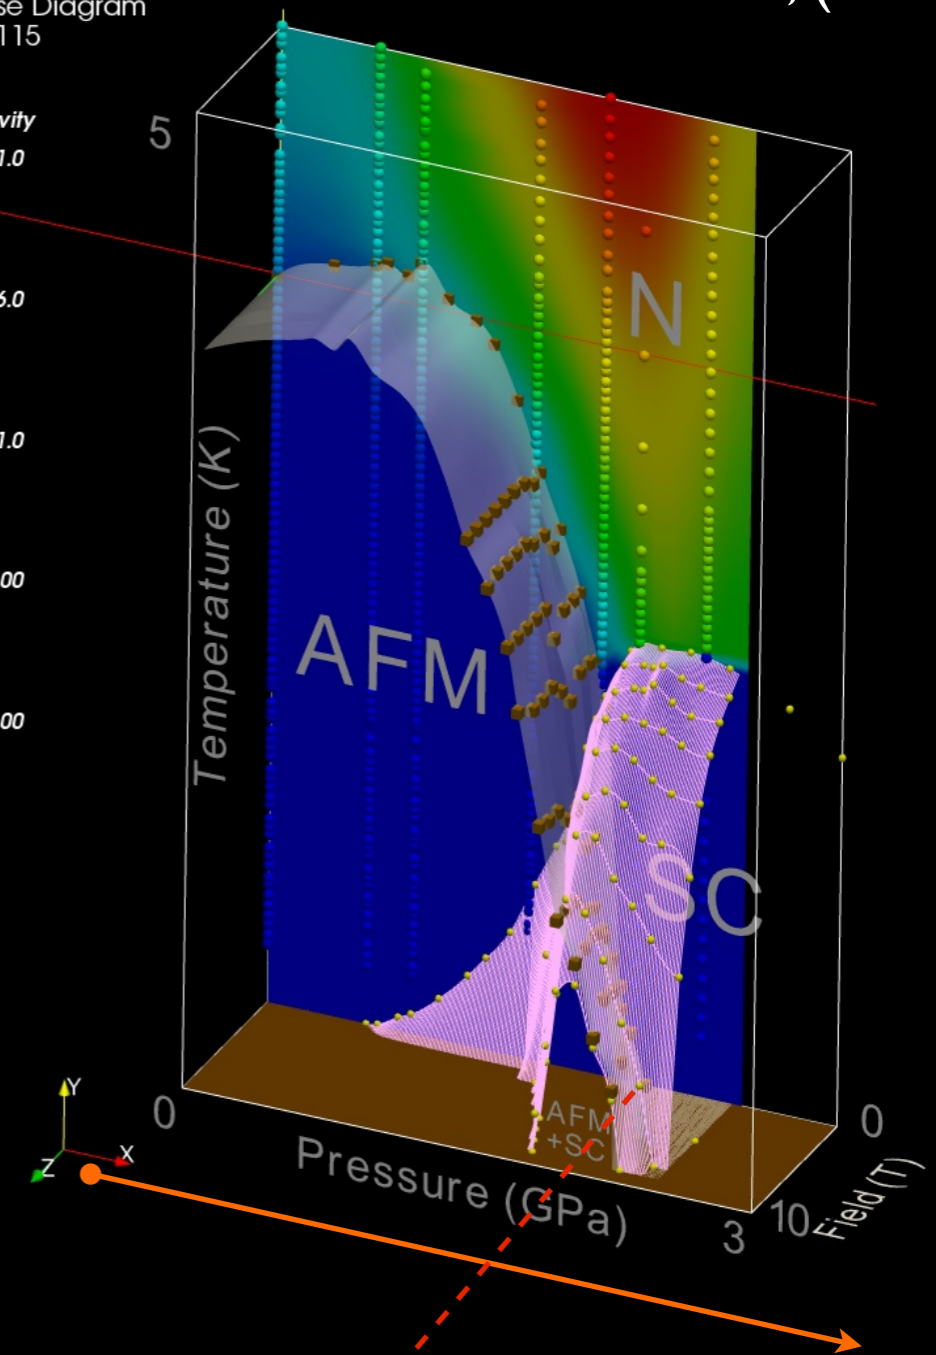 se Diagram
115
vity
1.0
5.0
1.0
00
00
5
N
Temperature (K)
AFM
SC
AFM
+SC
0
Pressure (GPa)
3
10
0
Field (T)
Y
X
Z